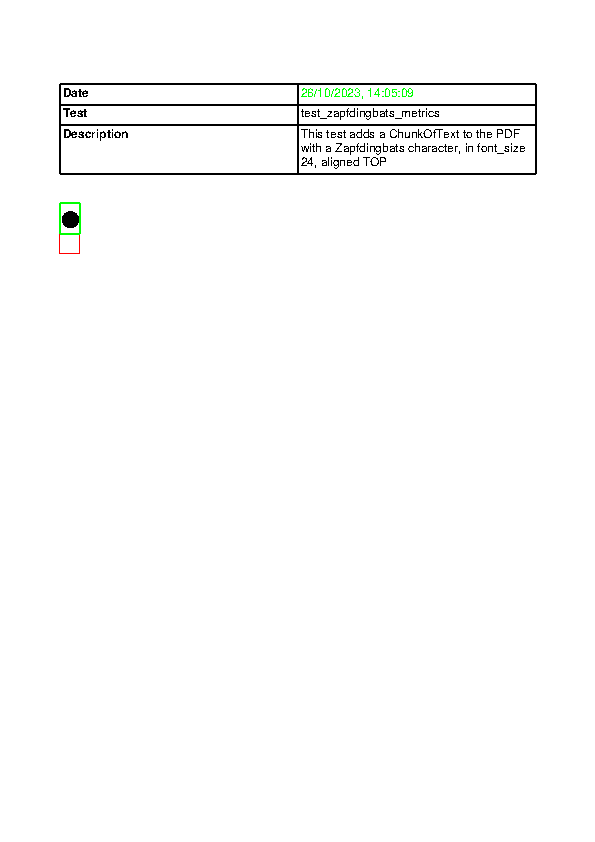 Date 26/10/2023, 14:05:09
Test test_zapfdingbats_metrics
Description This test adds a ChunkOfText to the PDF
with a Zapfdingbats character, in font_size
24, aligned TOP
●